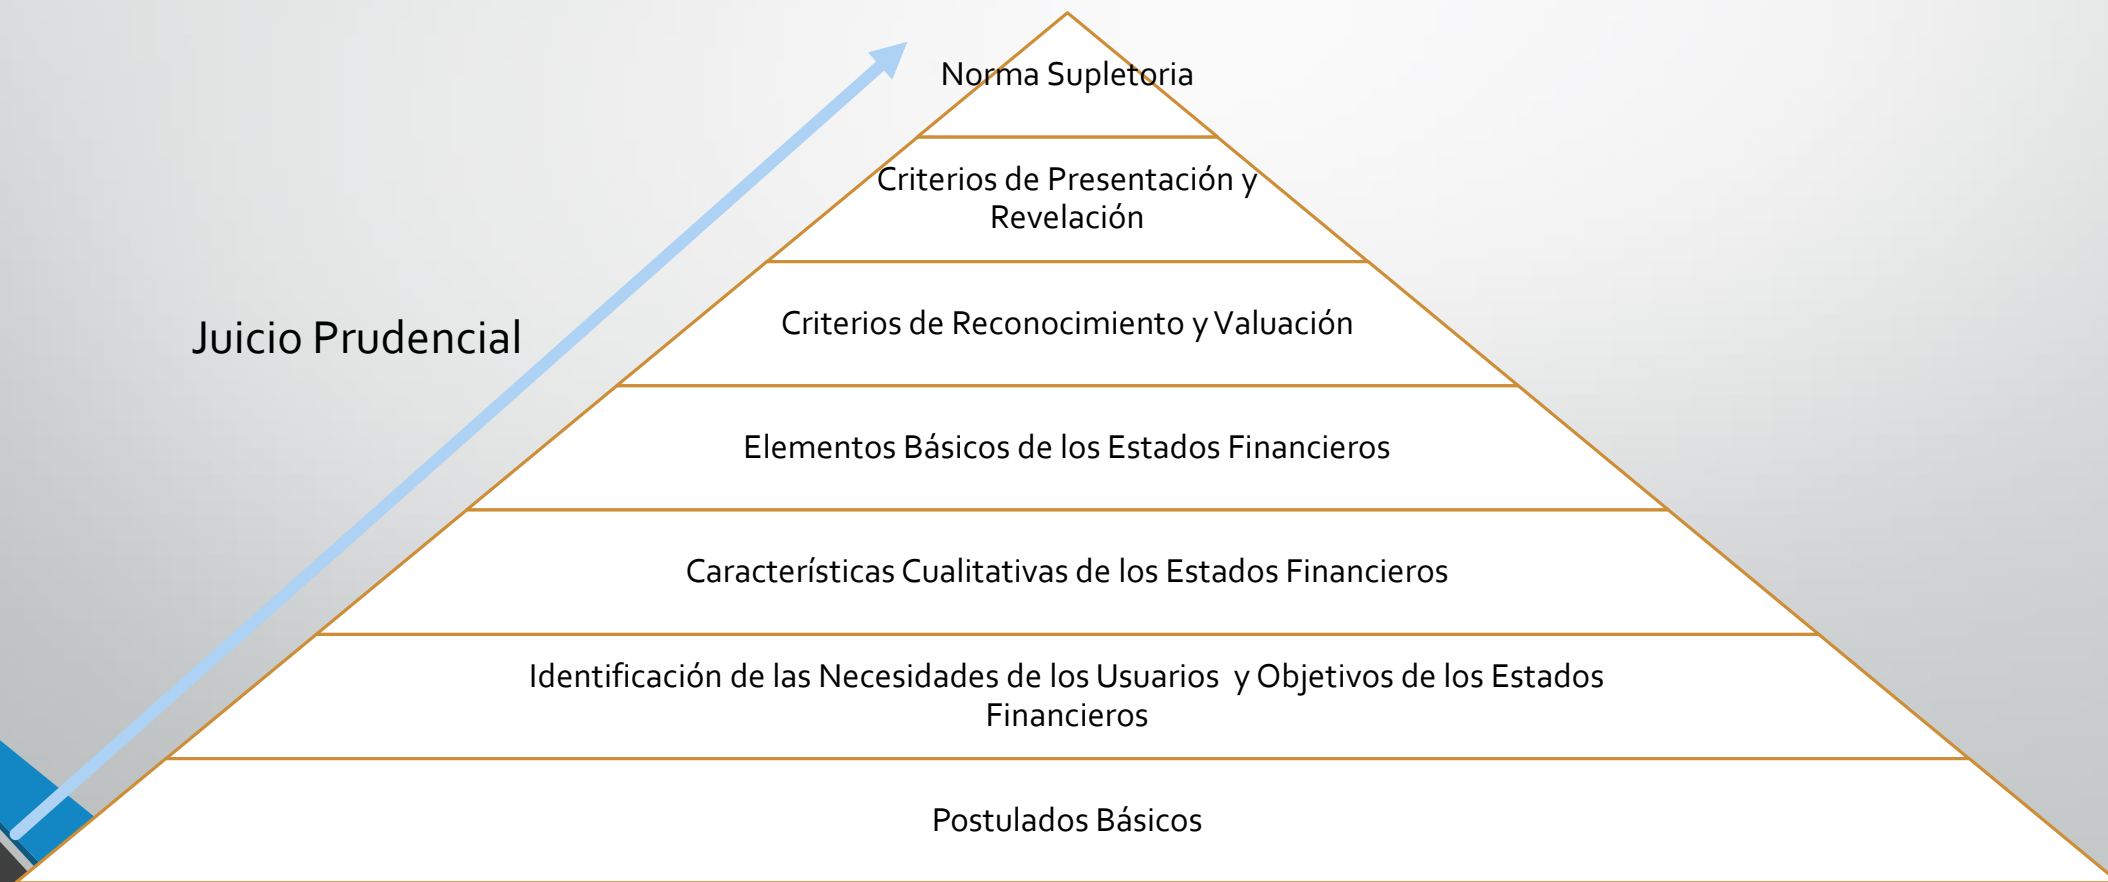 Norma Supletoria
Criterios de Presentación y
Revelación
Criterios de Reconocimiento y Valuación
Juicio Prudencial
Elementos Básicos de los Estados Financieros
Características Cualitativas de los Estados Financieros
Identificación de las Necesidades de los Usuarios y Objetivos de los Estados
Financieros
Postulados Básicos